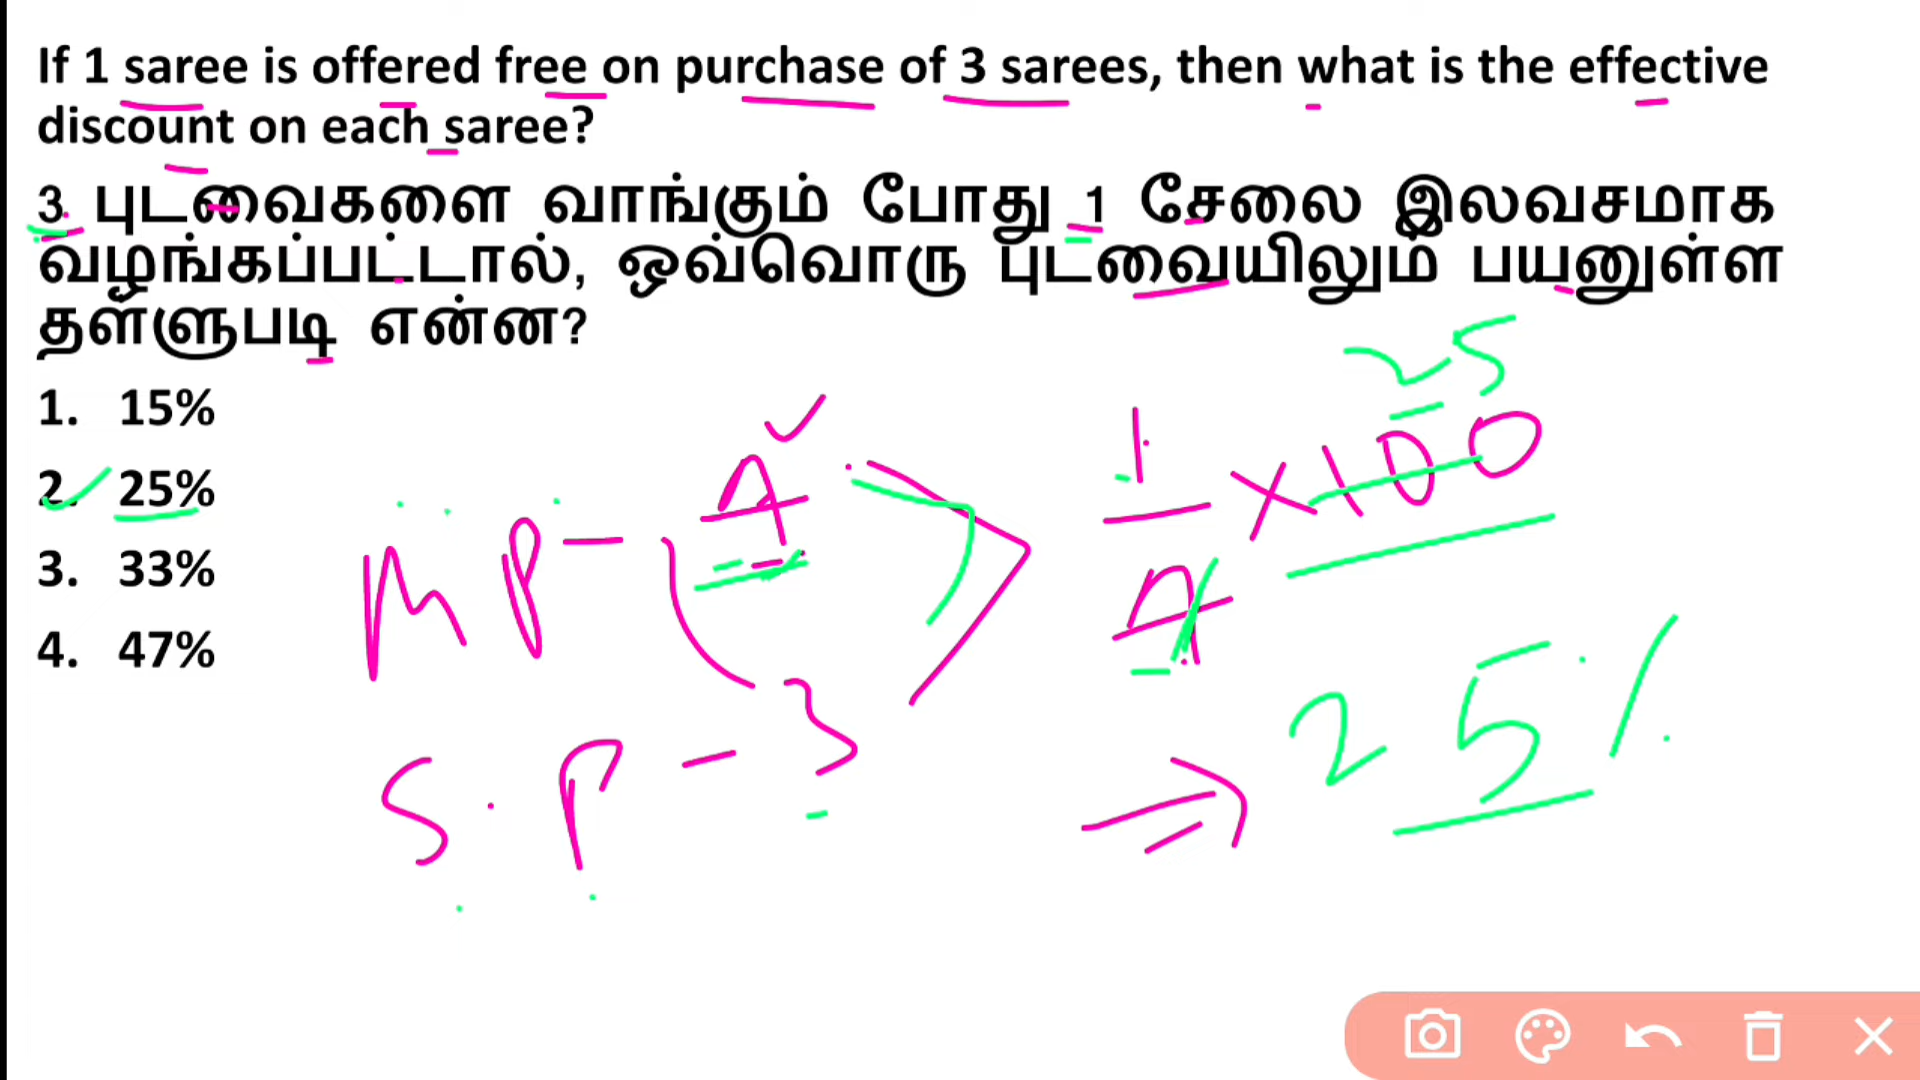 If 1 saree is offered free on purchase of 3 sarees, then what is the effective
discount on each saree?
3 புடவைகளை வாங்கும் போது 1 சேலை இலவசமாக
வழங்கப்பட்டால், ஒவ்வொரு புடவையிலும் பயனுள்ள
தள்ளுபடி என்ன?
1. 15%
2. 25%
3. 33%
4. 47%
MP - 4
S.P - 3
25
1
× 100
4
⇒ 25%